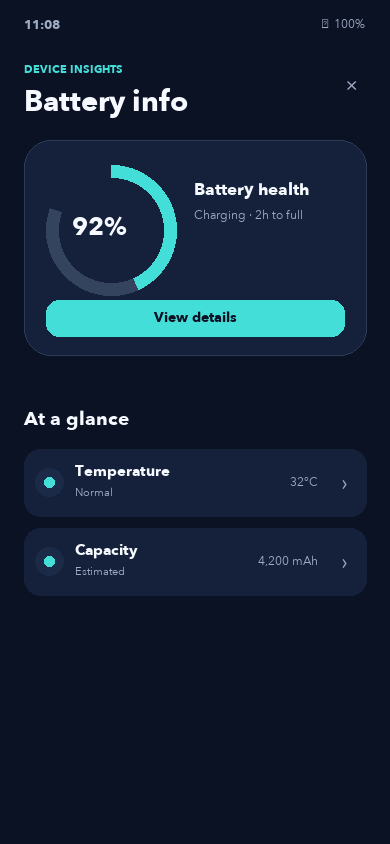 11:08
100%
DEVICE INSIGHTS
Battery info
×
92%
Battery health
Charging · 2h to full
View details
At a glance
Temperature
Normal
32°C
›
Capacity
Estimated
4,200 mAh
›